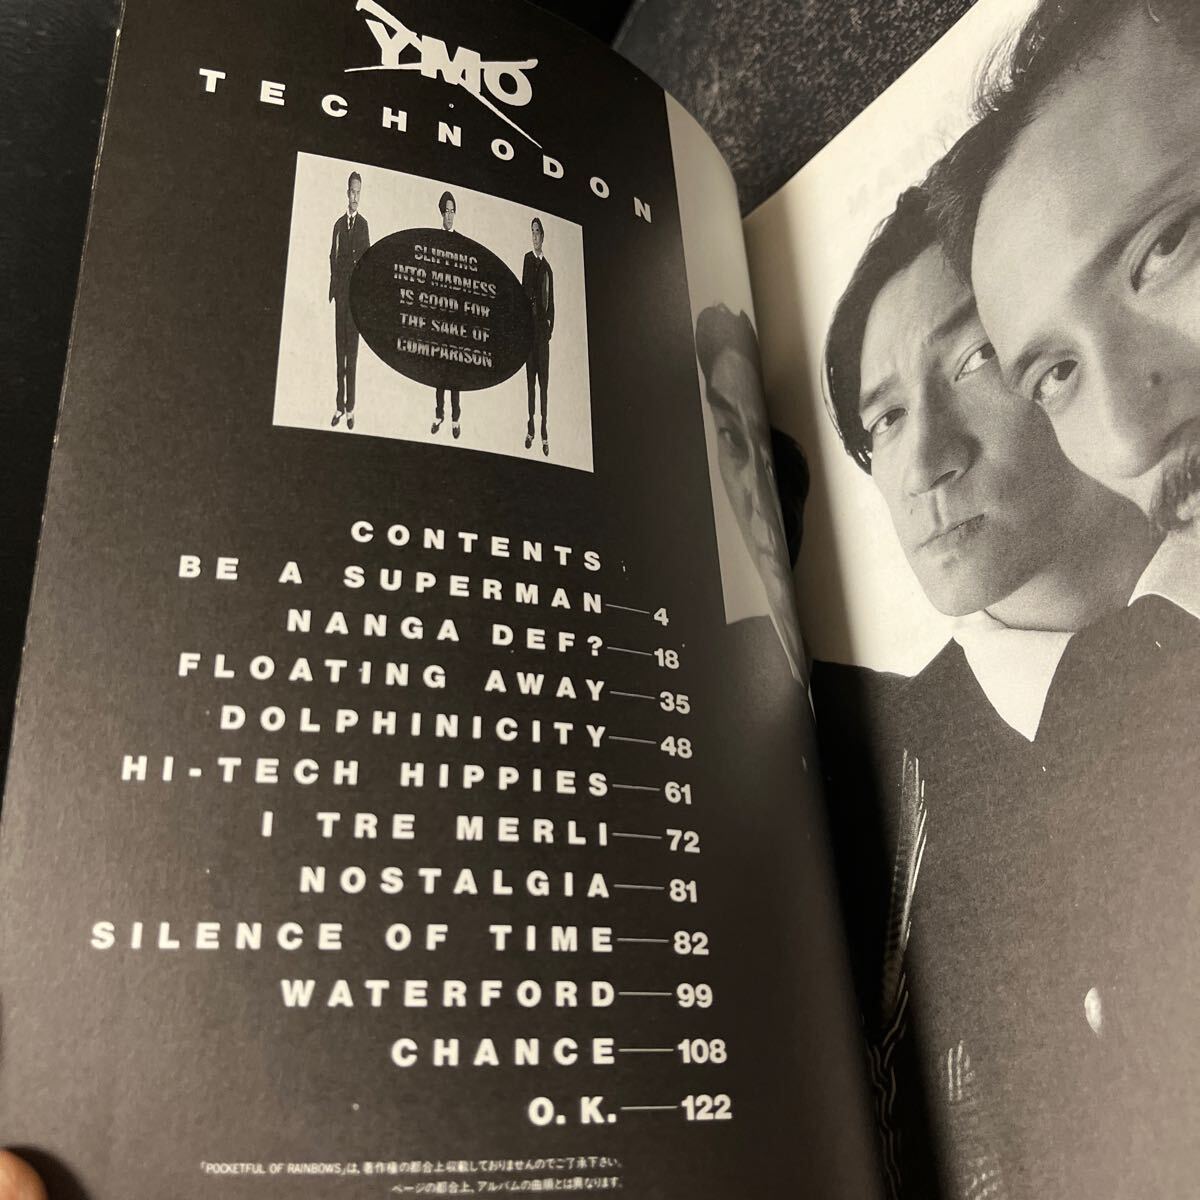 YMO
TECHNODON
SLIPPING
INTO MADNESS
IS GOOD FOR
THE SAKE OF
COMPARISON
CONTENTS
BE A SUPERMAN—4
NANGA DEF?—18
FLOATING AWAY—35
DOLPHINICITY—48
HI-TECH HIPPIES—61
I TRE MERLI—72
NOSTALGIA—81
SILENCE OF TIME—82
WATERFORD—99
CHANCE—108
O.K.—122
「POCKETFUL OF RAINBOWS」は、著作権の都合上収載しておりませんのでご了承下さい。
ページの都合上、アルバムの曲順とは異なります。